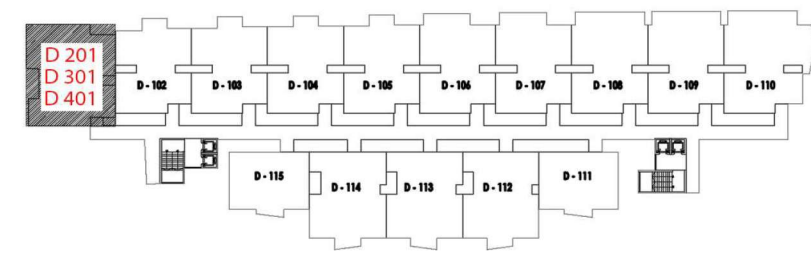 D 201
D 301
D 401
D - 102
D - 103
D - 104
D - 105
D - 106
D - 107
D - 108
D - 109
D - 110
D - 115
D - 114
D - 113
D - 112
D - 111